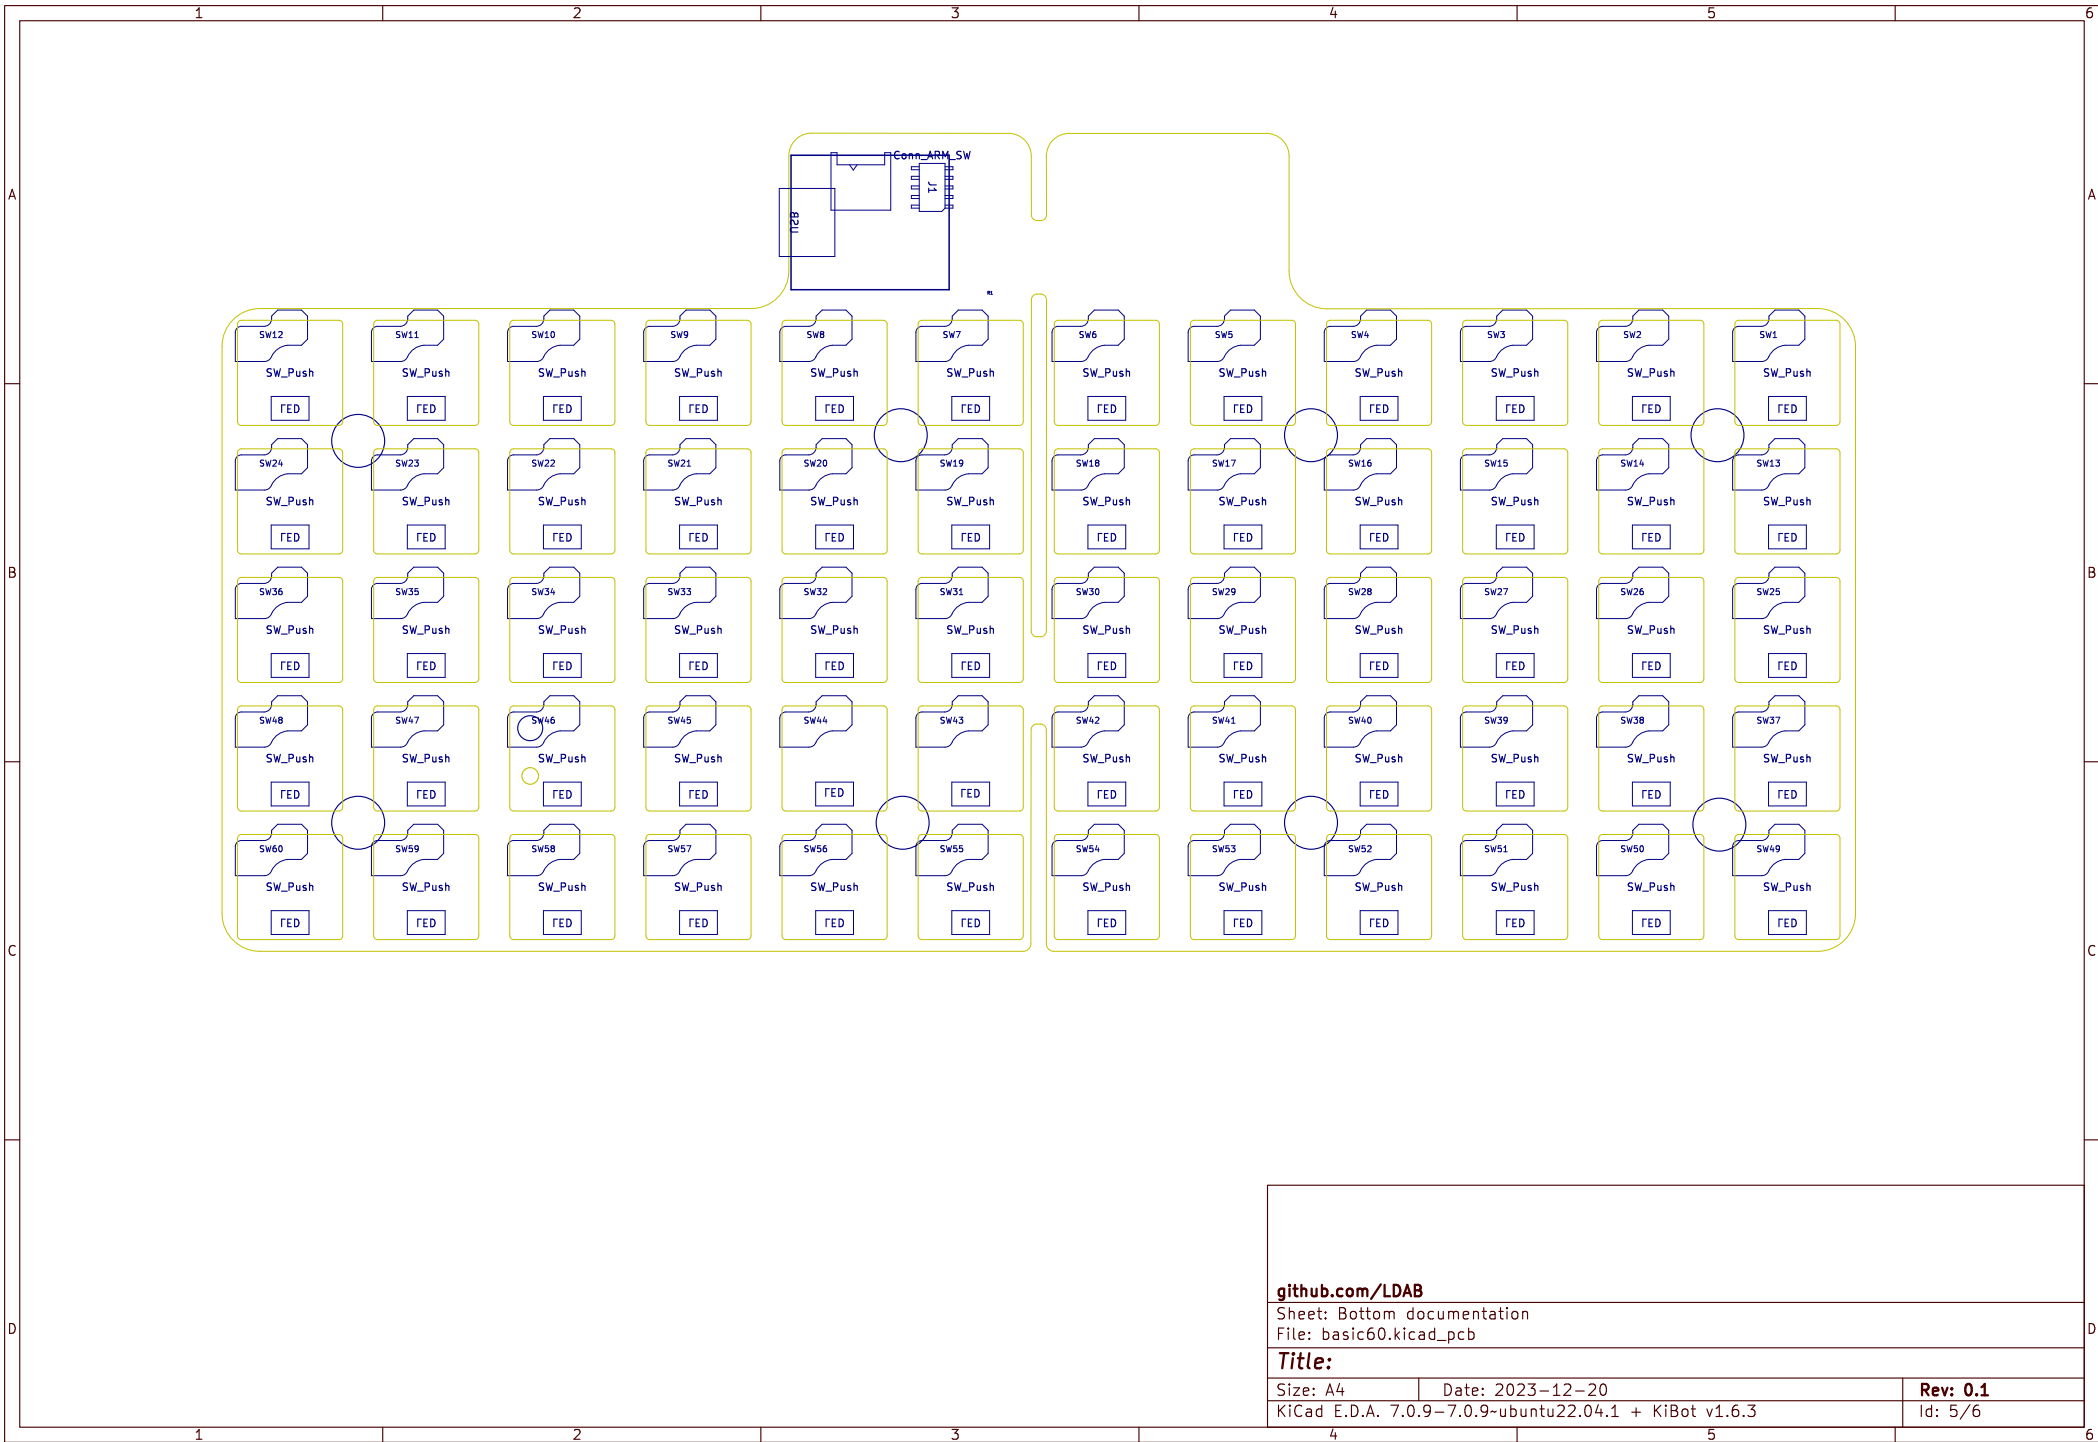 1 2 3 4 5 6
Conn_ARM_SW
A J1 A
USB
R1
SW12 SW11 SW10 SW9 SW8 SW7 SW6 SW5 SW4 SW3 SW2 SW1
SW_Push SW_Push SW_Push SW_Push SW_Push SW_Push SW_Push SW_Push SW_Push SW_Push SW_Push SW_Push
LED LED LED LED LED LED LED LED LED LED LED LED
SW24 SW23 SW22 SW21 SW20 SW19 SW18 SW17 SW16 SW15 SW14 SW13
SW_Push SW_Push SW_Push SW_Push SW_Push SW_Push SW_Push SW_Push SW_Push SW_Push SW_Push SW_Push
LED LED LED LED LED LED LED LED LED LED LED LED
B B
SW36 SW35 SW34 SW33 SW32 SW31 SW30 SW29 SW28 SW27 SW26 SW25
SW_Push SW_Push SW_Push SW_Push SW_Push SW_Push SW_Push SW_Push SW_Push SW_Push SW_Push SW_Push
LED LED LED LED LED LED LED LED LED LED LED LED
SW48 SW47 SW46 SW45 SW44 SW43 SW42 SW41 SW40 SW39 SW38 SW37
SW_Push SW_Push SW_Push SW_Push SW_Push SW_Push SW_Push SW_Push SW_Push SW_Push
LED LED LED LED LED LED LED LED LED LED LED LED
SW60 SW59 SW58 SW57 SW56 SW55 SW54 SW53 SW52 SW51 SW50 SW49
SW_Push SW_Push SW_Push SW_Push SW_Push SW_Push SW_Push SW_Push SW_Push SW_Push SW_Push SW_Push
LED LED LED LED LED LED LED LED LED LED LED LED
C C
github.com/LDAB
Sheet: Bottom documentation
D D
File: basic60.kicad_pcb
Title:
Size: A4 Date: 2023-12-20 Rev: 0.1
KiCad E.D.A. 7.0.9-7.0.9~ubuntu22.04.1 + KiBot v1.6.3 Id: 5/6
1 2 3 4 5 6